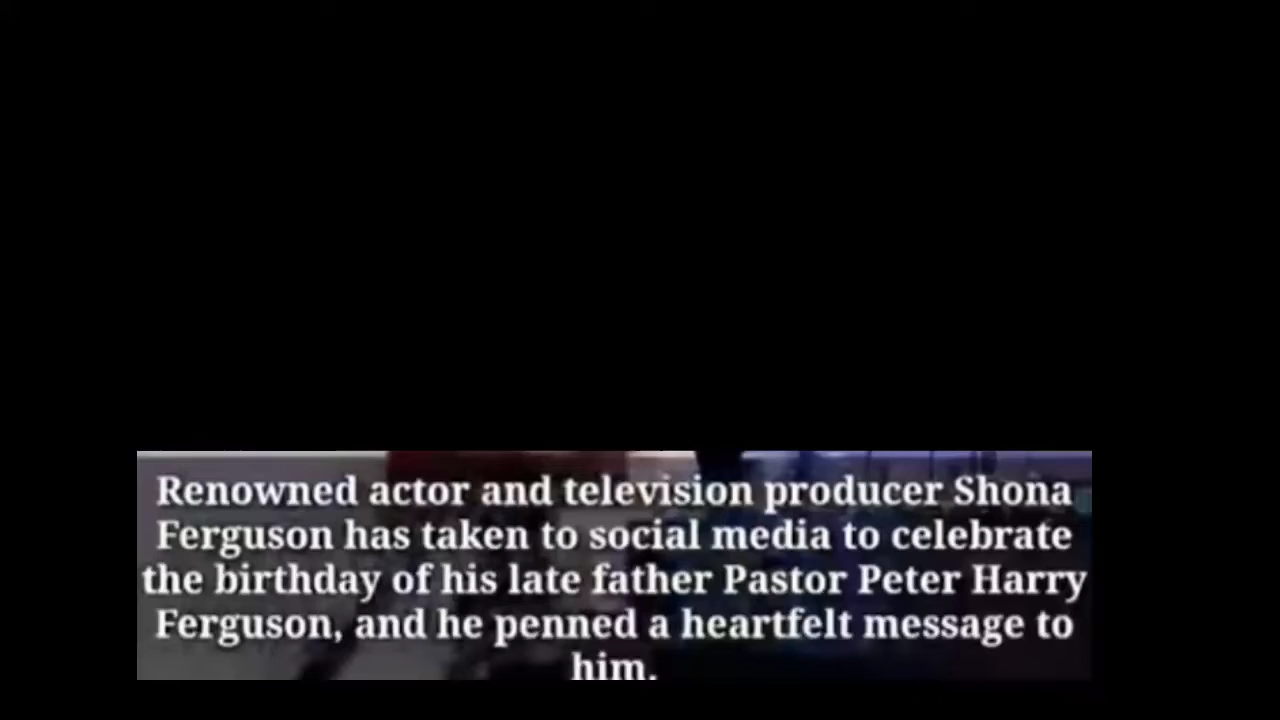 Renowned actor and television producer Shona
Ferguson has taken to social media to celebrate
the birthday of his late father Pastor Peter Harry
Ferguson, and he penned a heartfelt message to
him.